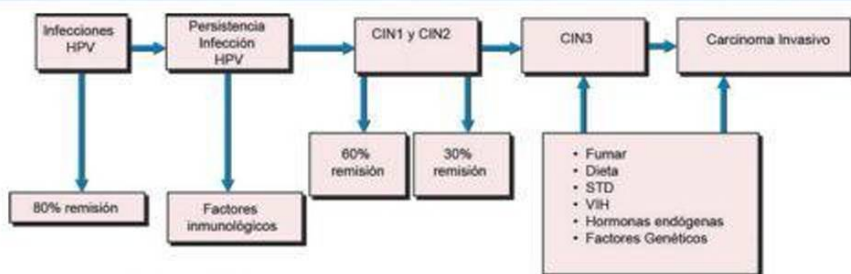 Infecciones
HPV
Persistencia
Infección
HPV
CIN1 y CIN2
CIN3
Carcinoma Invasivo
80% remisión
Factores
inmunológicos
60%
remisión
30%
remisión
• Fumar
• Dieta
• STD
• VIH
• Hormonas endógenas
• Factores Genéticos